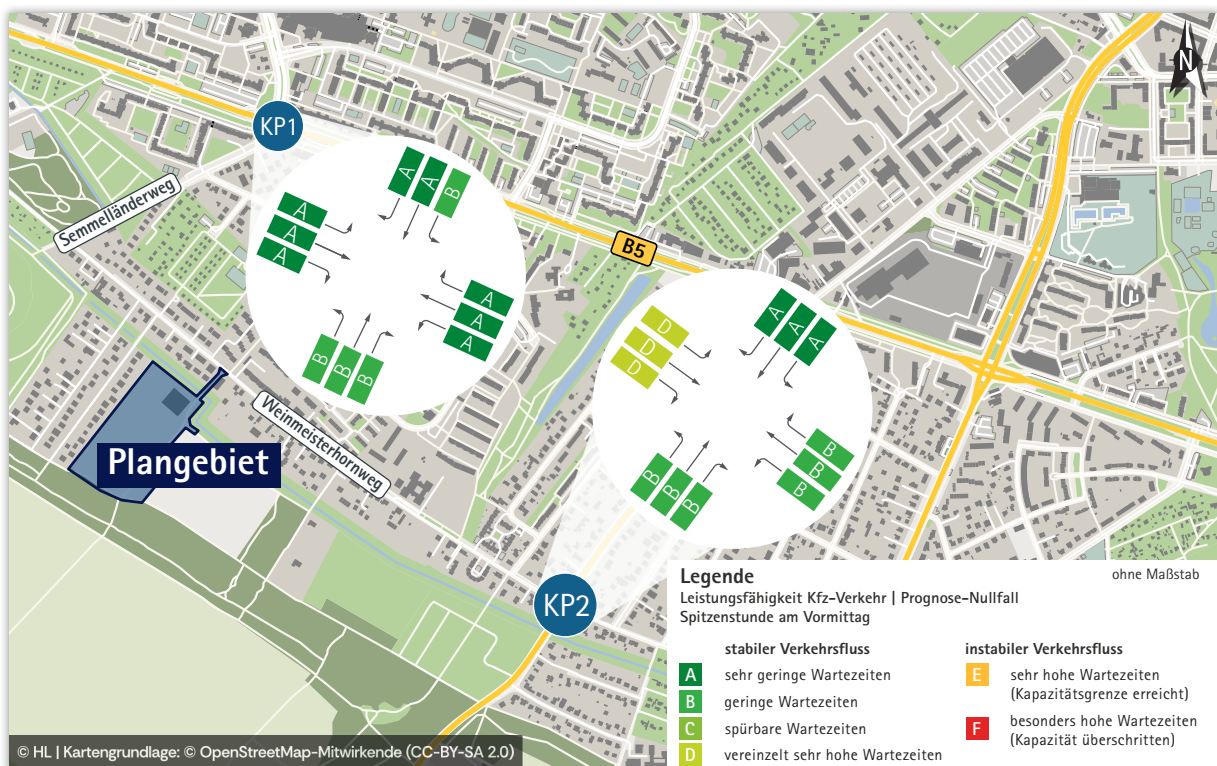 N
KP1
A
A
B
A
A
A
A
A
A
B
B
B
Semmelländerweg
B5
D
D
D
A
A
A
B
B
B
B
B
B
Weinmeisterhornweg
Plangebiet
KP2
Legende
ohne Maßstab
Leistungsfähigkeit Kfz-Verkehr | Prognose-Nullfall
Spitzenstunde am Vormittag
stabiler Verkehrsfluss
A sehr geringe Wartezeiten
B geringe Wartezeiten
C spürbare Wartezeiten
D vereinzelt sehr hohe Wartezeiten
instabiler Verkehrsfluss
E sehr hohe Wartezeiten
(Kapazitätsgrenze erreicht)
F besonders hohe Wartezeiten
(Kapazität überschritten)
© HL | Kartengrundlage: © OpenStreetMap-Mitwirkende (CC-BY-SA 2.0)